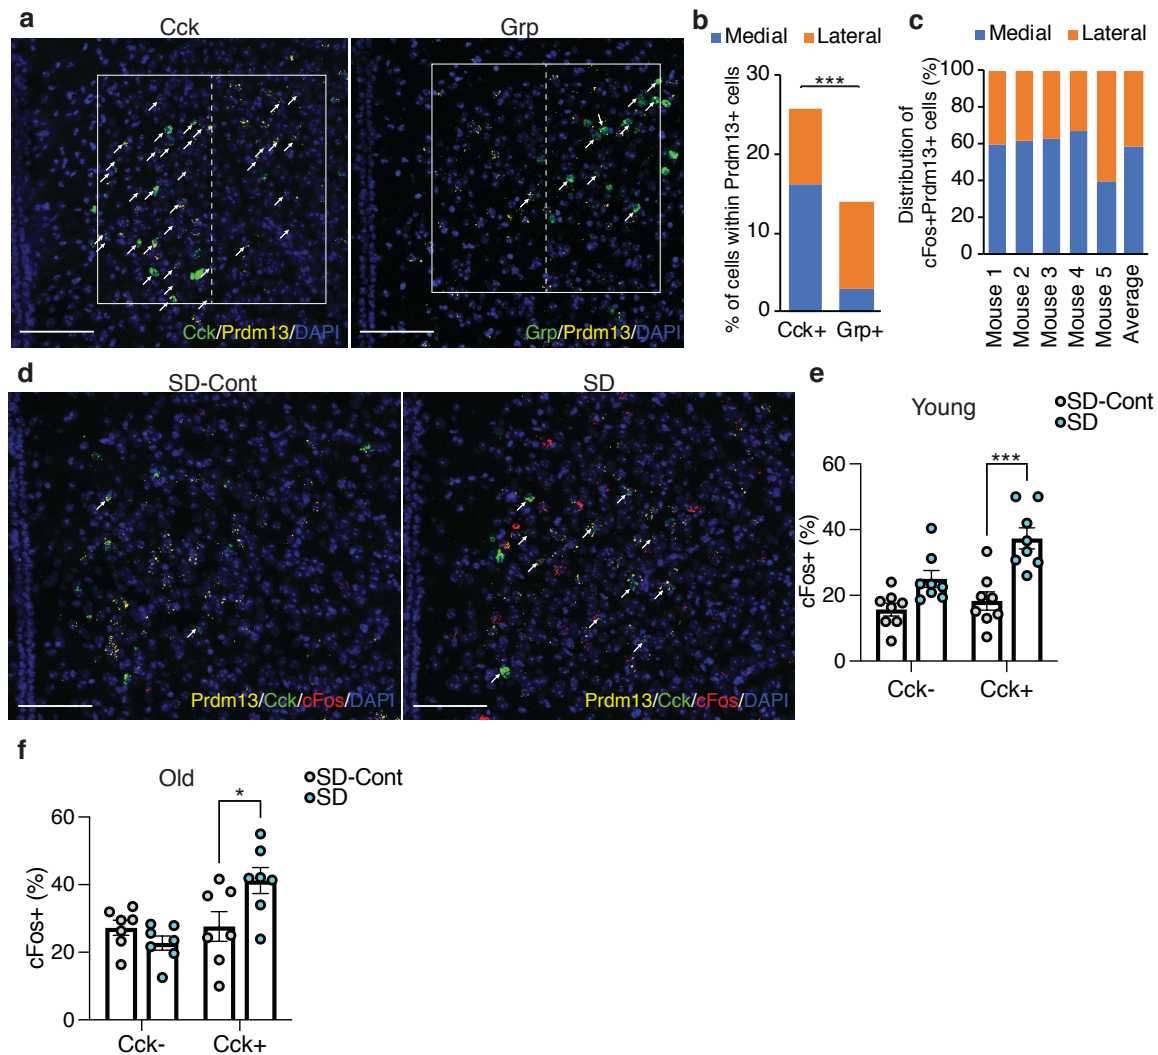 a
Cck
Grp
Cck/Prdm13/DAPI
Grp/Prdm13/DAPI
b
Medial Lateral
% of cells within Prdm13+ cells
30
20
10
0
***
Cck+ Grp+
c
Medial Lateral
Distribution of
cFos+Prdm13+ cells (%)
100
80
60
40
20
0
Mouse 1
Mouse 2
Mouse 3
Mouse 4
Mouse 5
Average
d
SD-Cont
SD
Prdm13/Cck/cFos/DAPI
Prdm13/Cck/cFos/DAPI
e
Young
SD-Cont
SD
cFos+ (%)
60
40
20
0
***
Cck- Cck+
f
Old
SD-Cont
SD
cFos+ (%)
60
40
20
0
*
Cck- Cck+